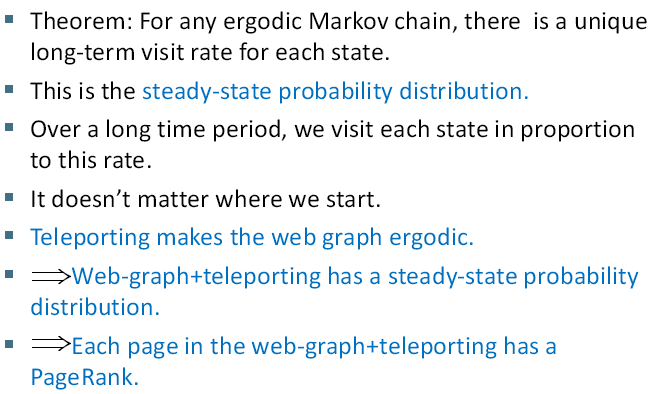 Theorem: For any ergodic Markov chain, there is a unique
long-term visit rate for each state.
This is the steady-state probability distribution.
Over a long time period, we visit each state in proportion
to this rate.
It doesn’t matter where we start.
Teleporting makes the web graph ergodic.
⟹Web-graph+teleporting has a steady-state probability
distribution.
⟹Each page in the web-graph+teleporting has a
PageRank.